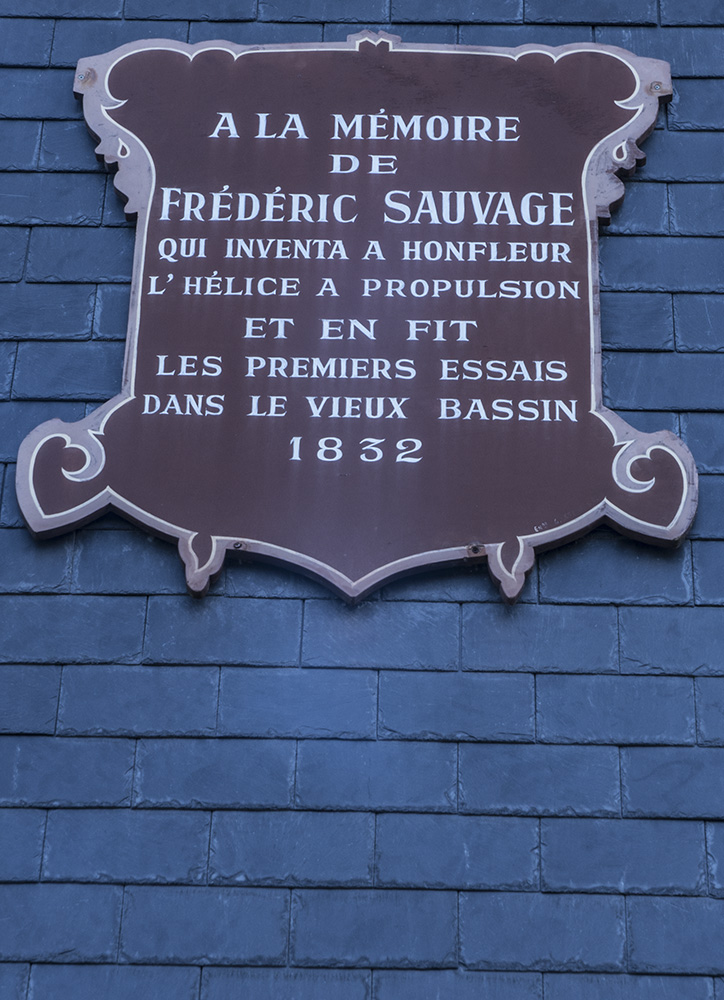 A LA MÉMOIRE
DE
FRÉDÉRIC SAUVAGE
QUI INVENTA A HONFLEUR
L'HÉLICE A PROPULSION
ET EN FIT
LES PREMIERS ESSAIS
DANS LE VIEUX BASSIN
1832